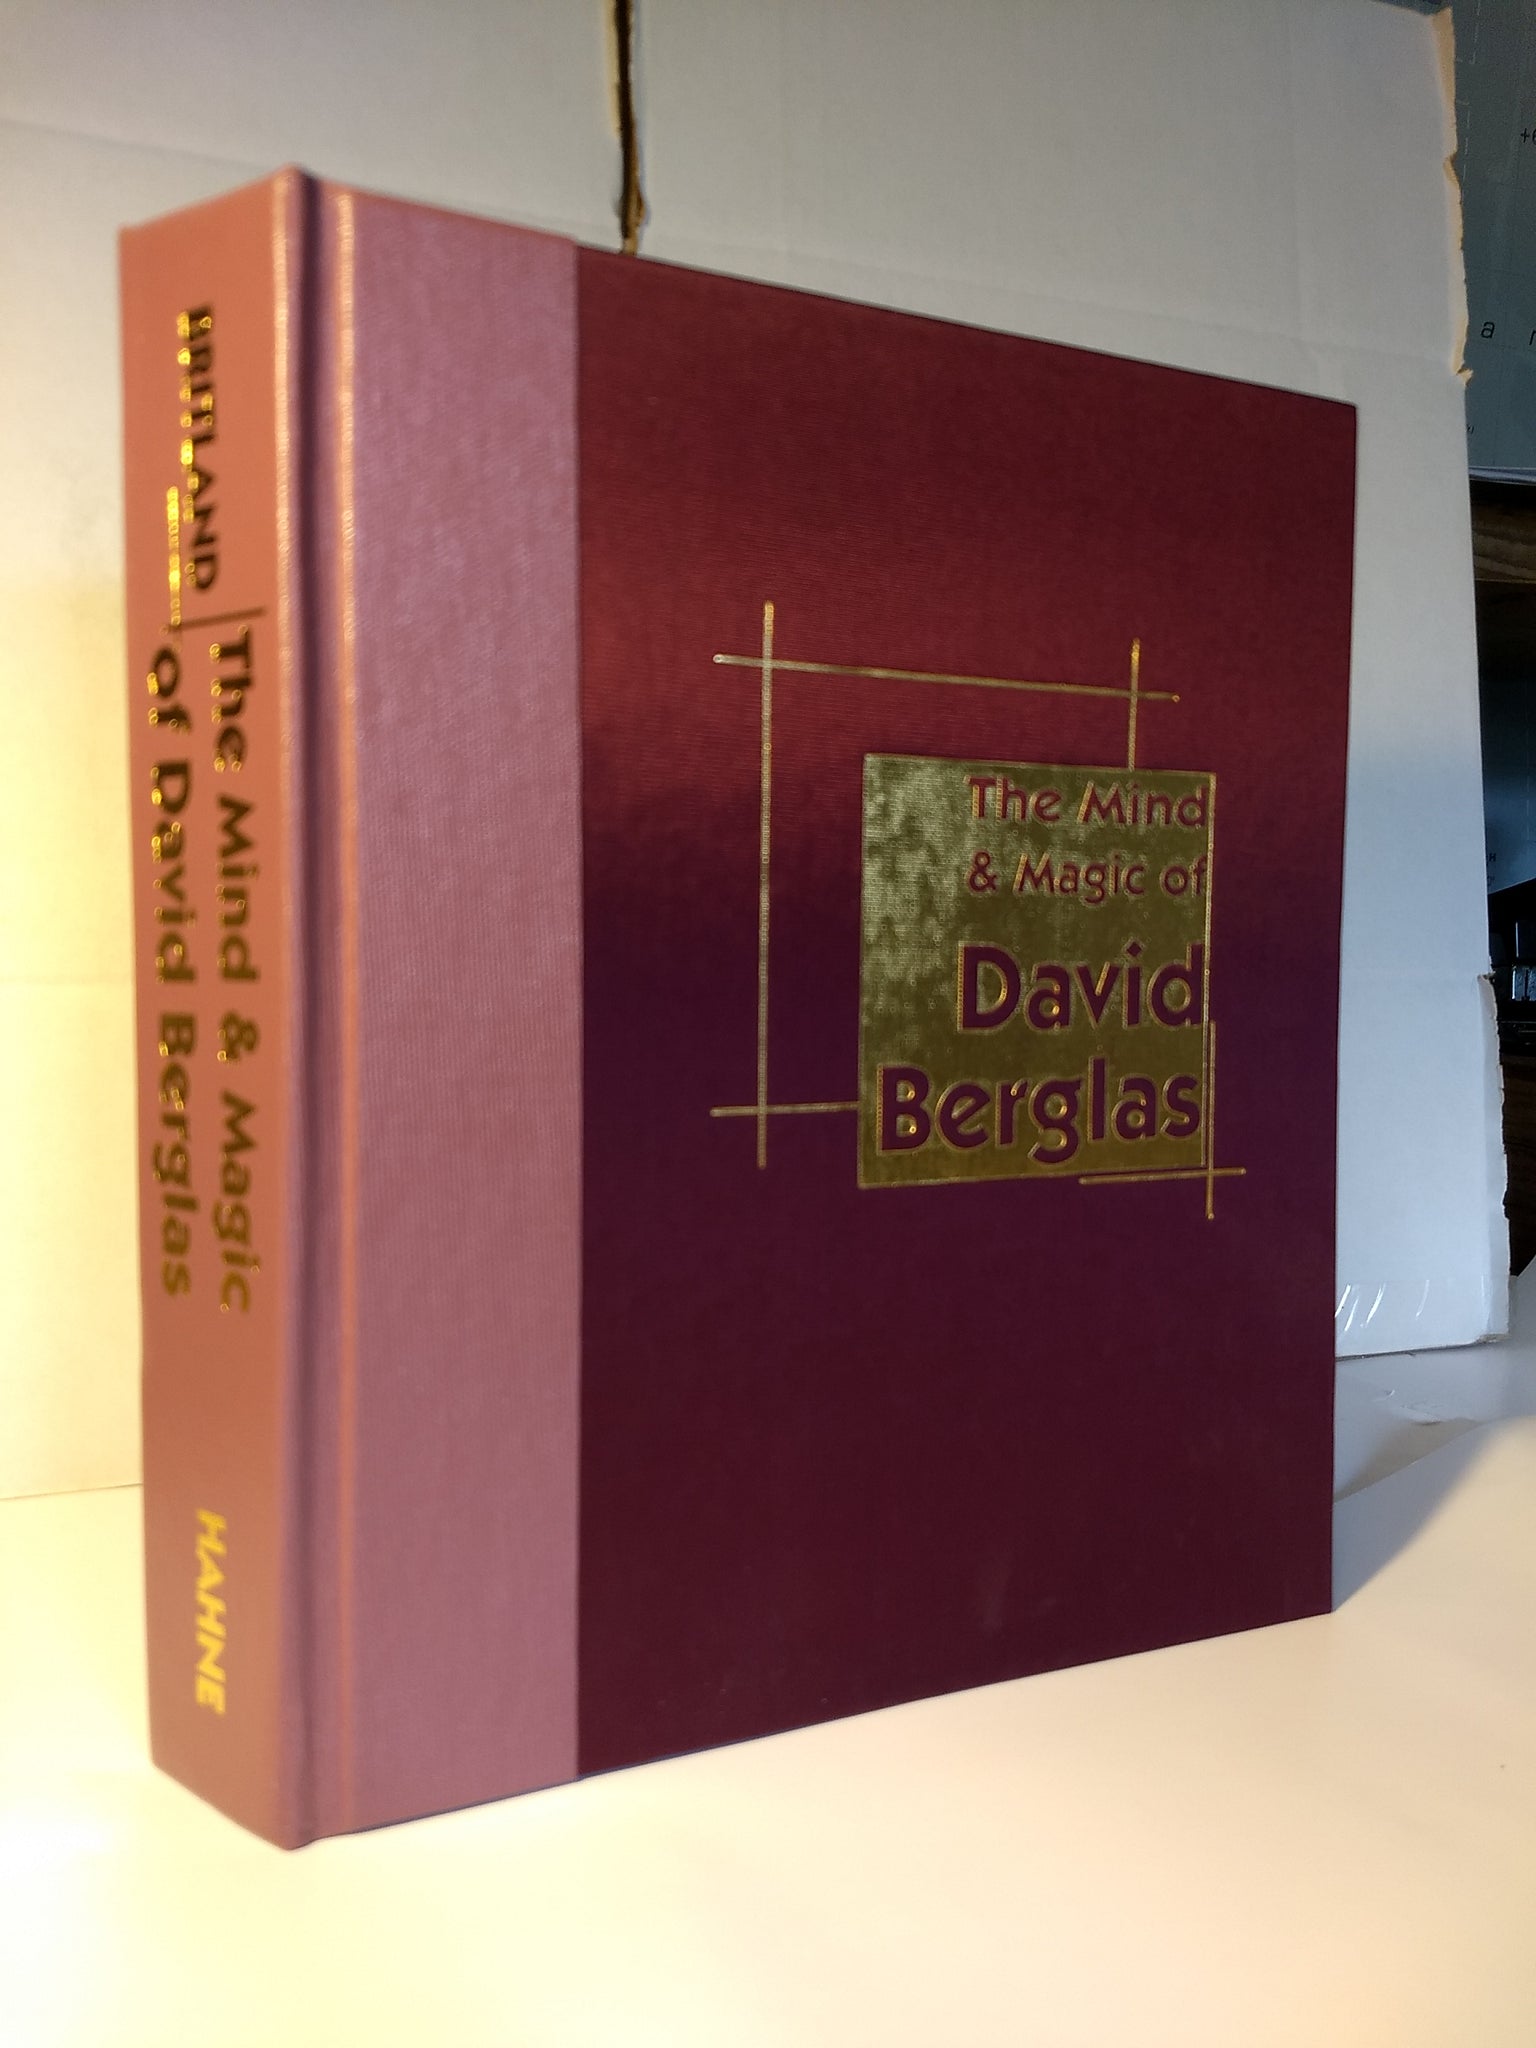 BRITLAND
The Mind & Magic
of David Berglas
HAHNE
The Mind
& Magic of
David
Berglas